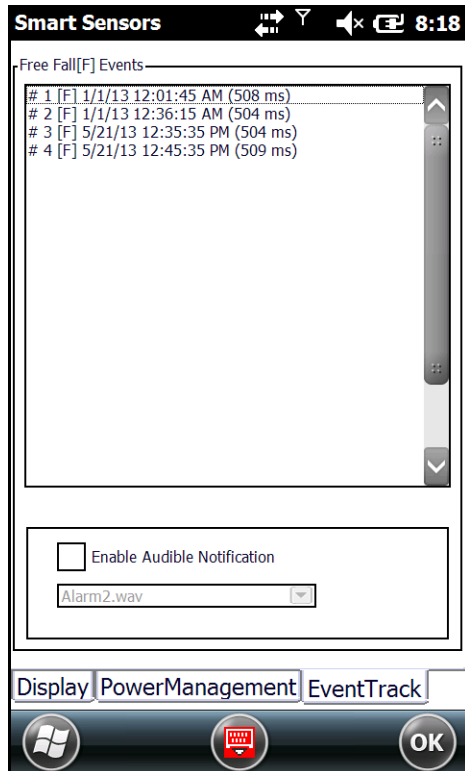 Smart Sensors 8:18
Free Fall[F] Events
# 1 [F] 1/1/13 12:01:45 AM (508 ms)
# 2 [F] 1/1/13 12:36:15 AM (504 ms)
# 3 [F] 5/21/13 12:35:35 PM (504 ms)
# 4 [F] 5/21/13 12:45:35 PM (509 ms)
Enable Audible Notification
Alarm2.wav
Display PowerManagement EventTrack
OK